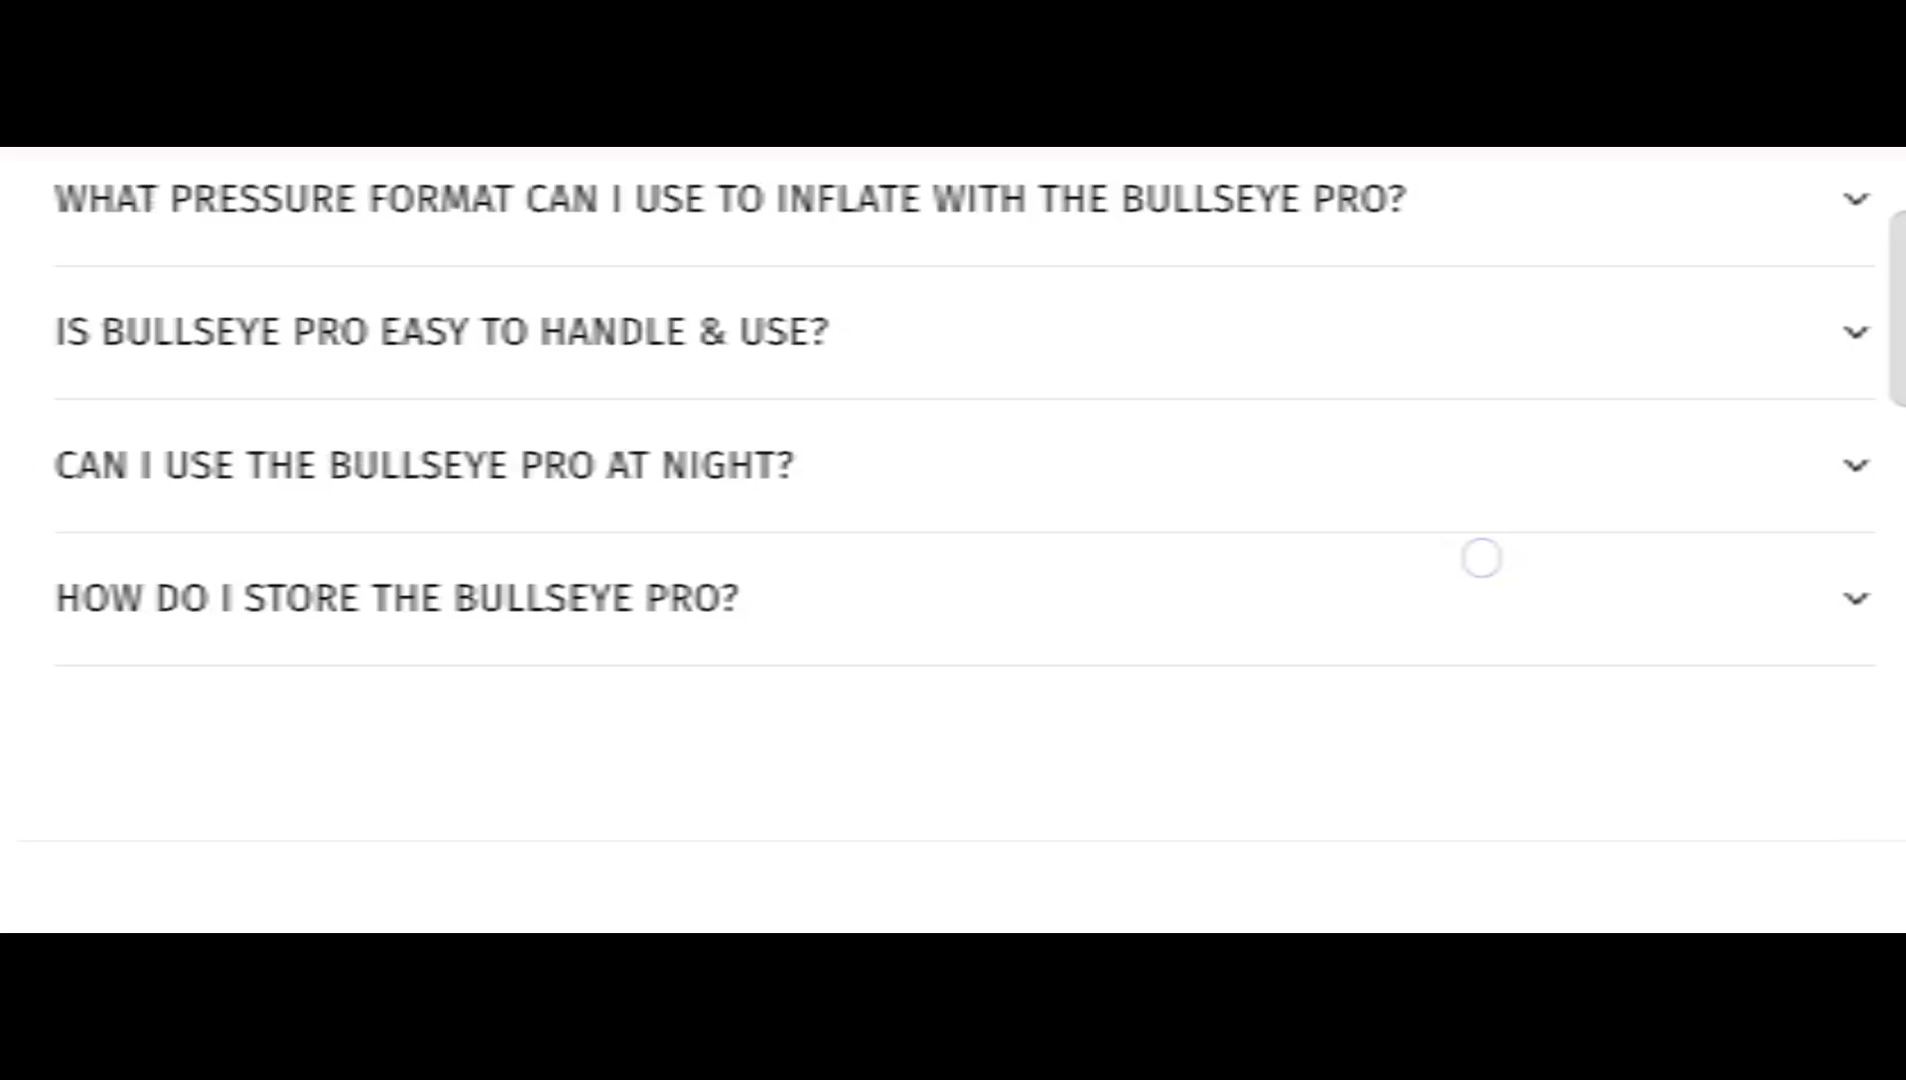 WHAT PRESSURE FORMAT CAN I USE TO INFLATE WITH THE BULLSEYE PRO?
IS BULLSEYE PRO EASY TO HANDLE & USE?
CAN I USE THE BULLSEYE PRO AT NIGHT?
HOW DO I STORE THE BULLSEYE PRO?